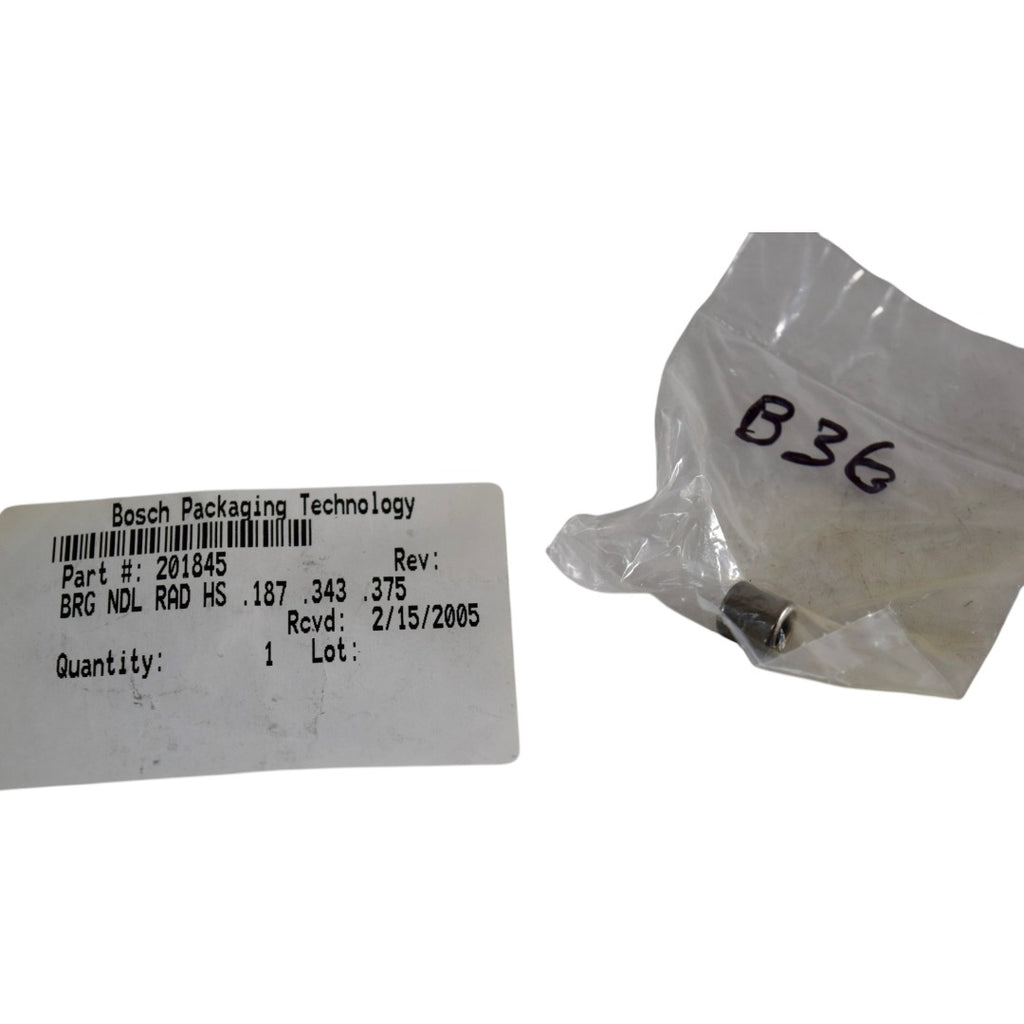 Bosch Packaging Technology
Part #: 201845 Rev:
BRG NDL RAD HS .187 .343 .375
Rcvd: 2/15/2005
Quantity: 1 Lot:
B36